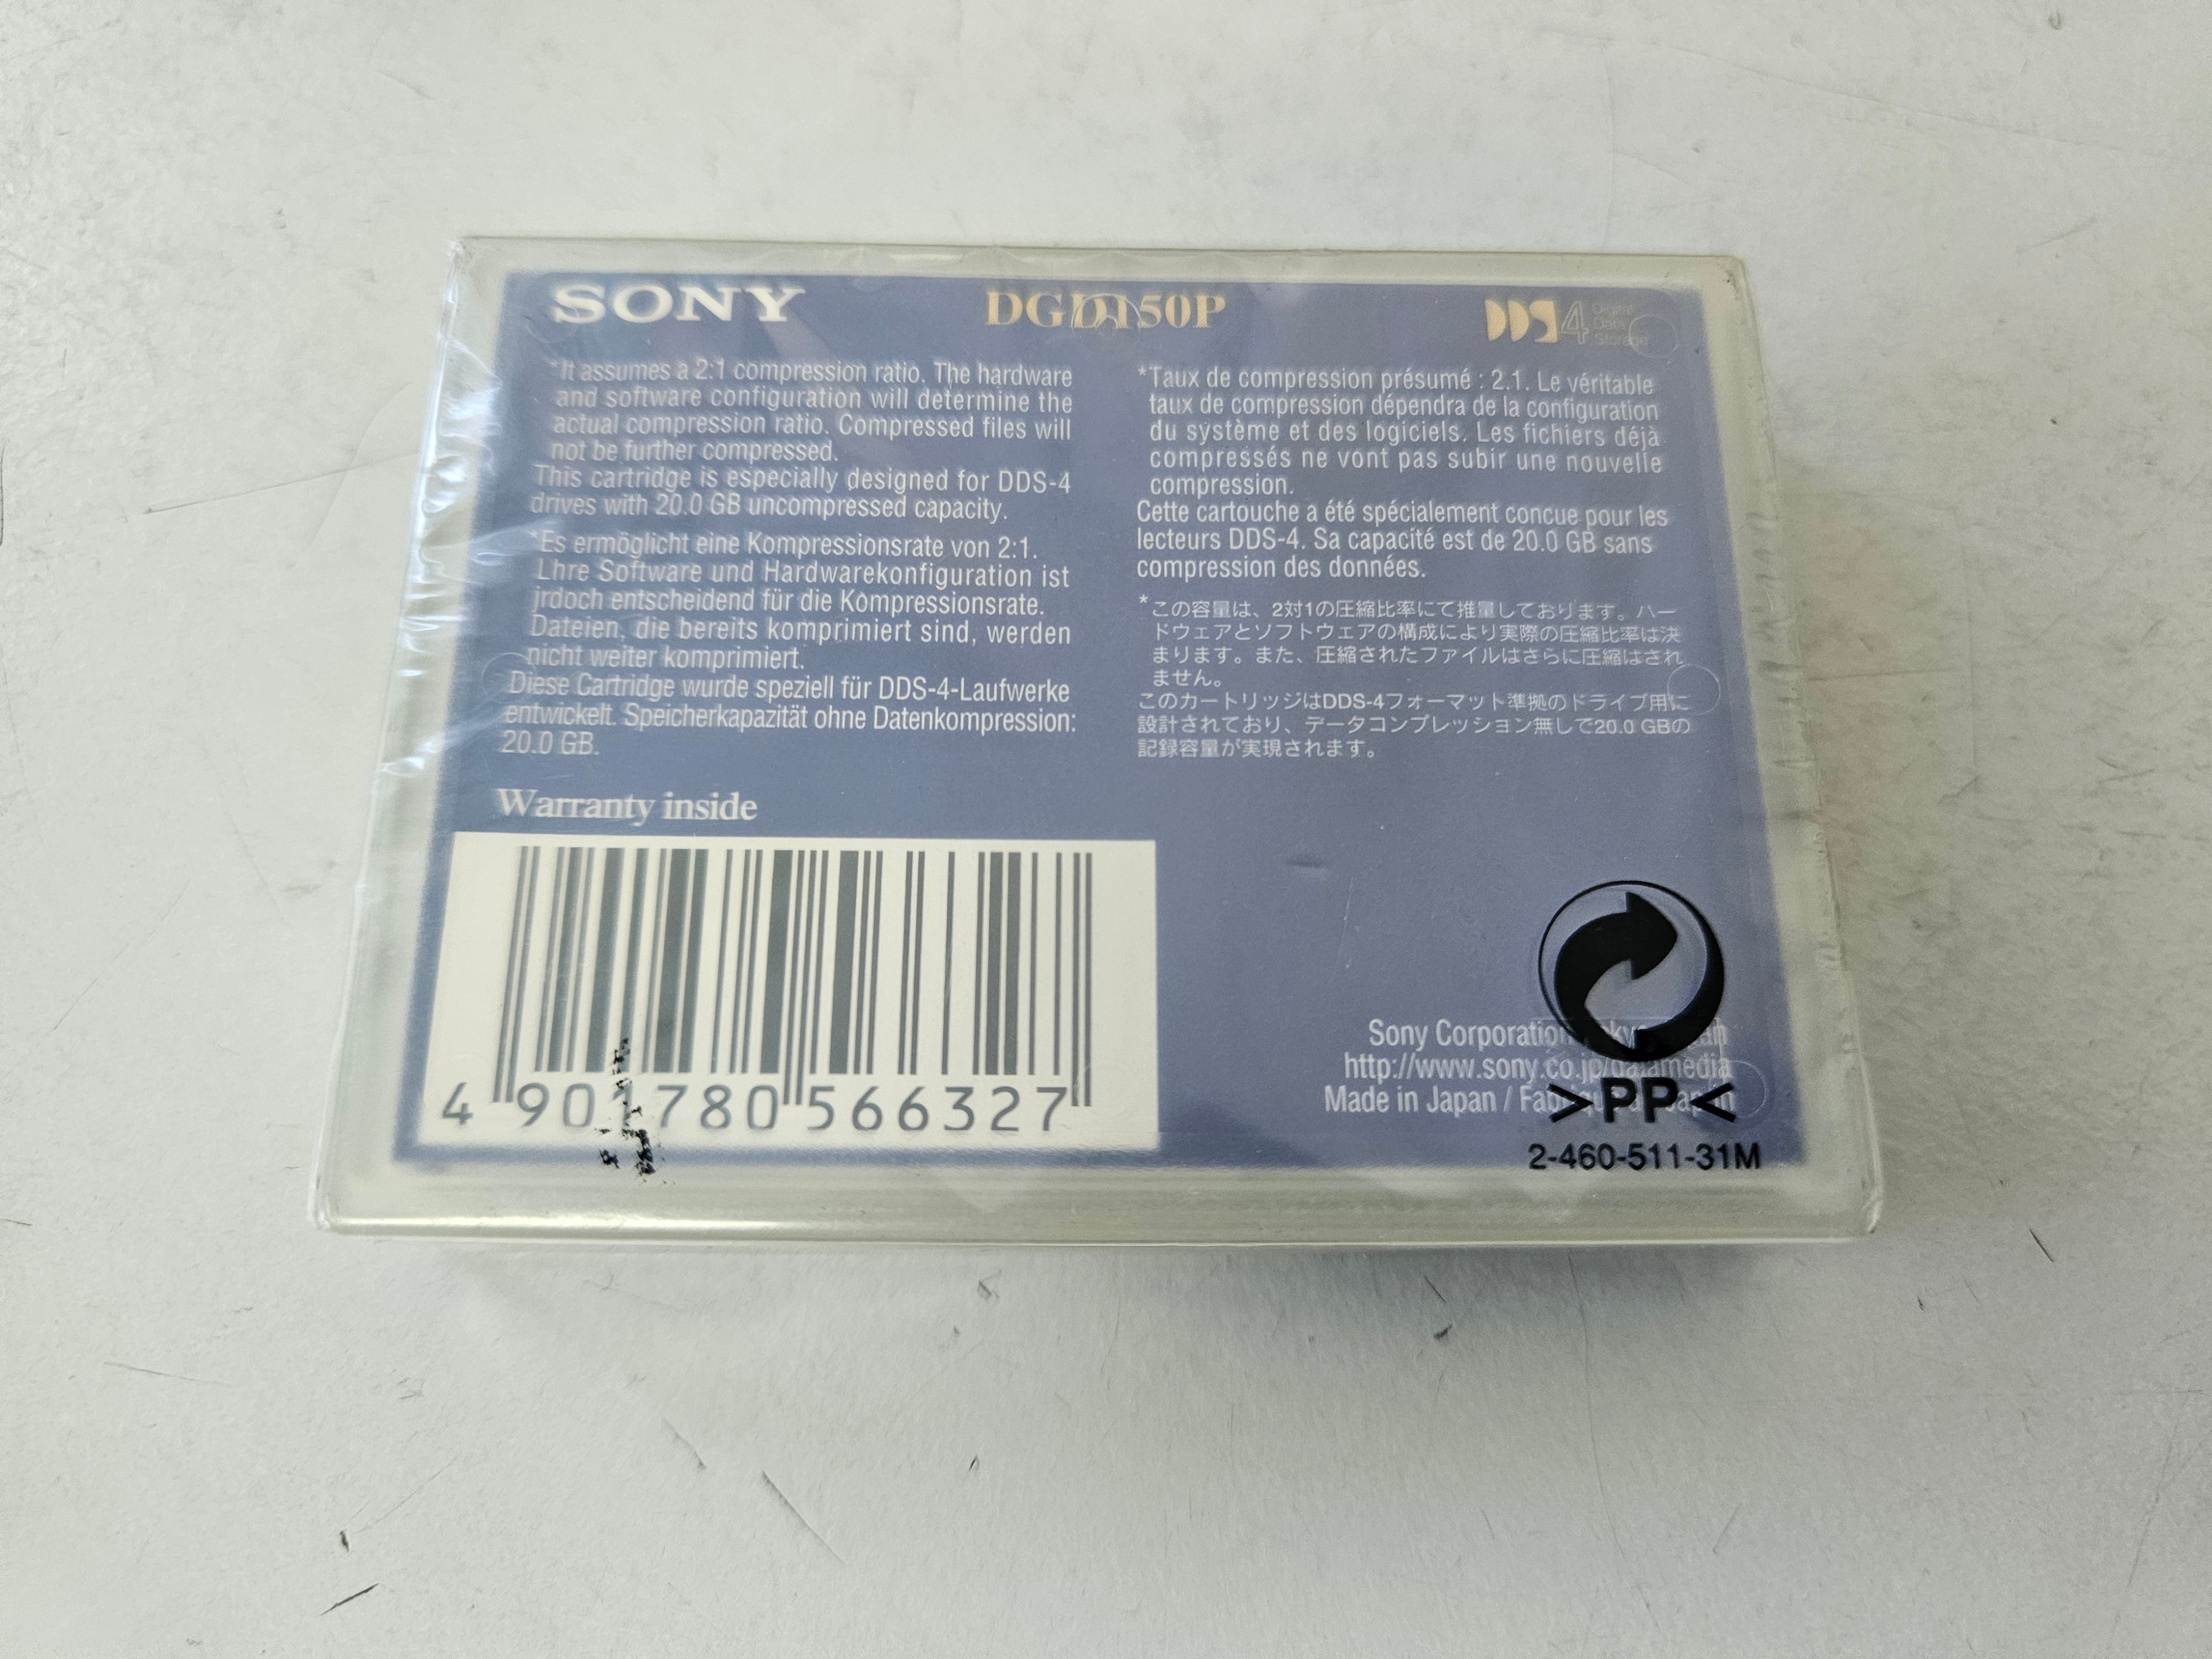 SONY
DGD150P
DDS4
Digital
Data
Storage
*It assumes a 2:1 compression ratio. The hardware
and software configuration will determine the
actual compression ratio. Compressed files will
not be further compressed.
This cartridge is especially designed for DDS-4
drives with 20.0 GB uncompressed capacity.
*Es ermöglicht eine Kompressionsrate von 2:1.
Lhre Software und Hardwarekonfiguration ist
jrdoch entscheidend für die Kompressionsrate.
Dateien, die bereits komprimiert sind, werden
nicht weiter komprimiert.
Diese Cartridge wurde speziell für DDS-4-Laufwerke
entwickelt. Speicherkapazität ohne Datenkompression:
20.0 GB.
*Taux de compression présumé : 2.1. Le véritable
taux de compression dépendra de la configuration
du système et des logiciels. Les fichiers déjà
compressés ne vont pas subir une nouvelle
compression.
Cette cartouche a été spécialement concue pour les
lecteurs DDS-4. Sa capacité est de 20.0 GB sans
compression des données.
*この容量は、2対1の圧縮比率にて推量しております。ハー
ドウェアとソフトウェアの構成により実際の圧縮比率は決
まります。また、圧縮されたファイルはさらに圧縮はされ
ません。
このカートリッジはDDS-4フォーマット準拠のドライブ用に
設計されており、データコンプレッション無しで20.0 GBの
記録容量が実現されます。
Warranty inside
4 901780 566327
Sony Corporation
http://www.sony.co.jp/datamedia
Made in Japan /
>PP<
2-460-511-31M